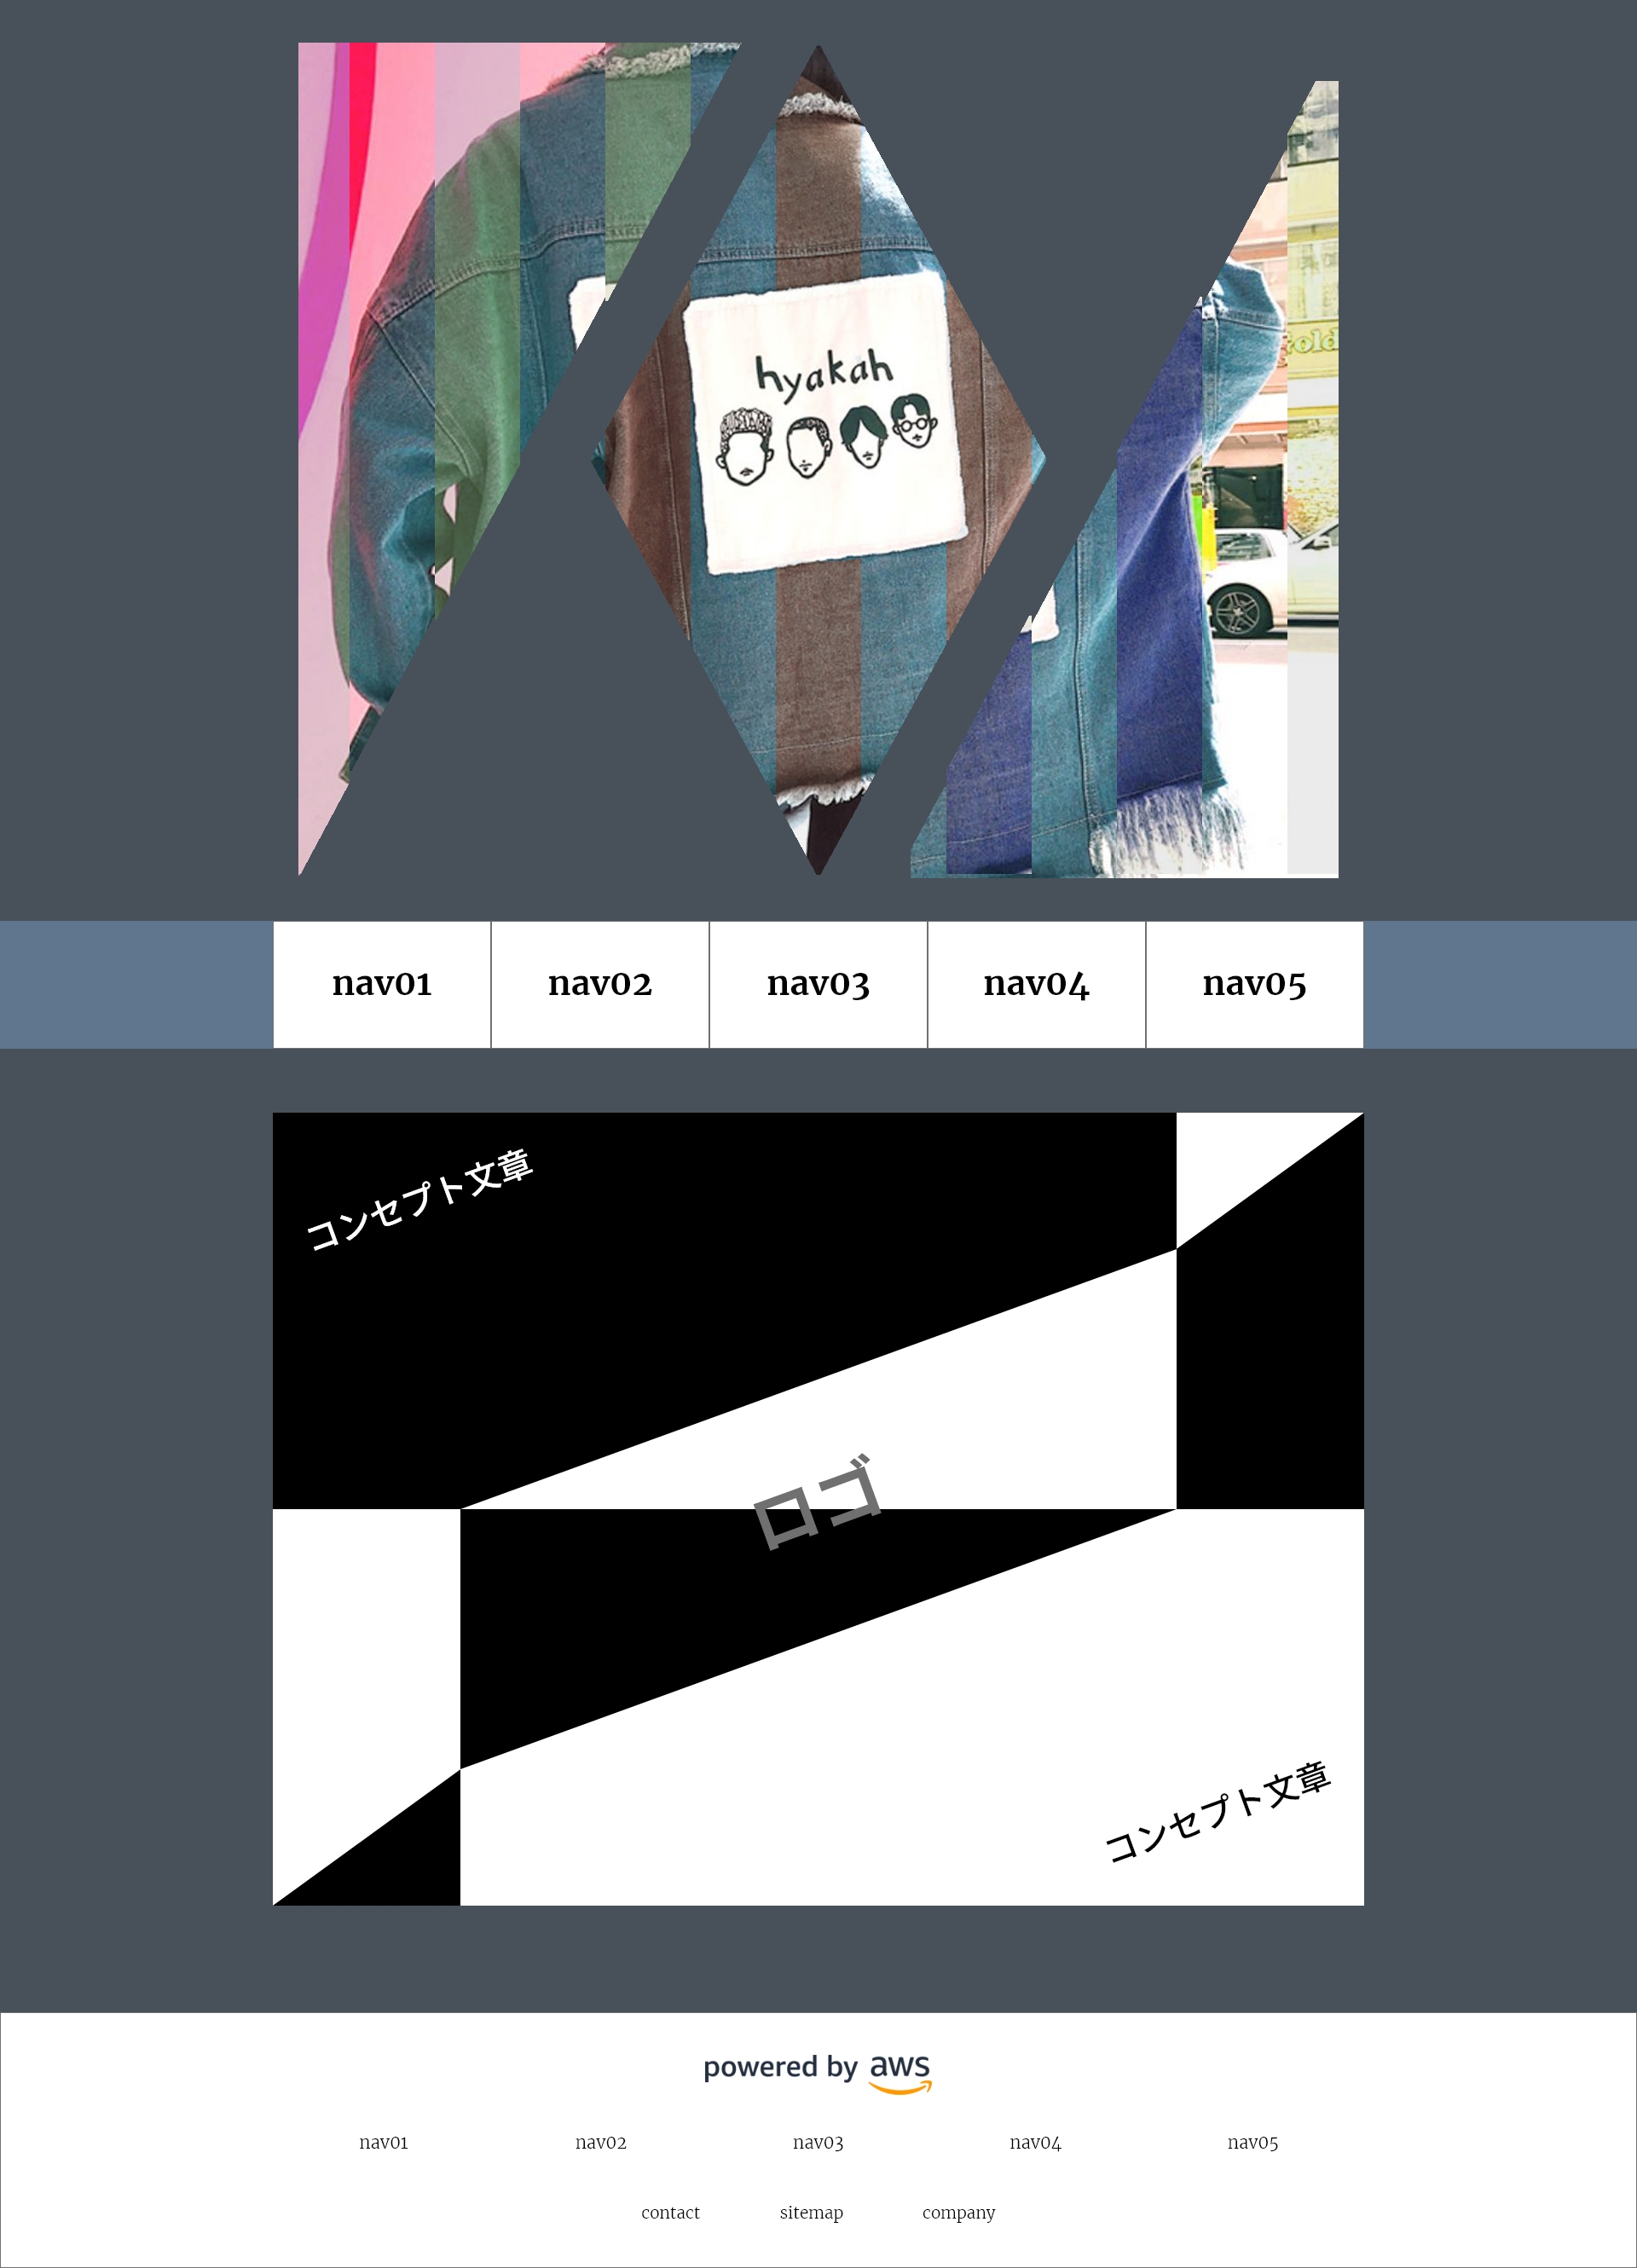 hyakah
nav01
nav02
nav03
nav04
nav05
コンセプト文章
ロゴ
コンセプト文章
powered by aws
nav01
nav02
nav03
nav04
nav05
contact
sitemap
company